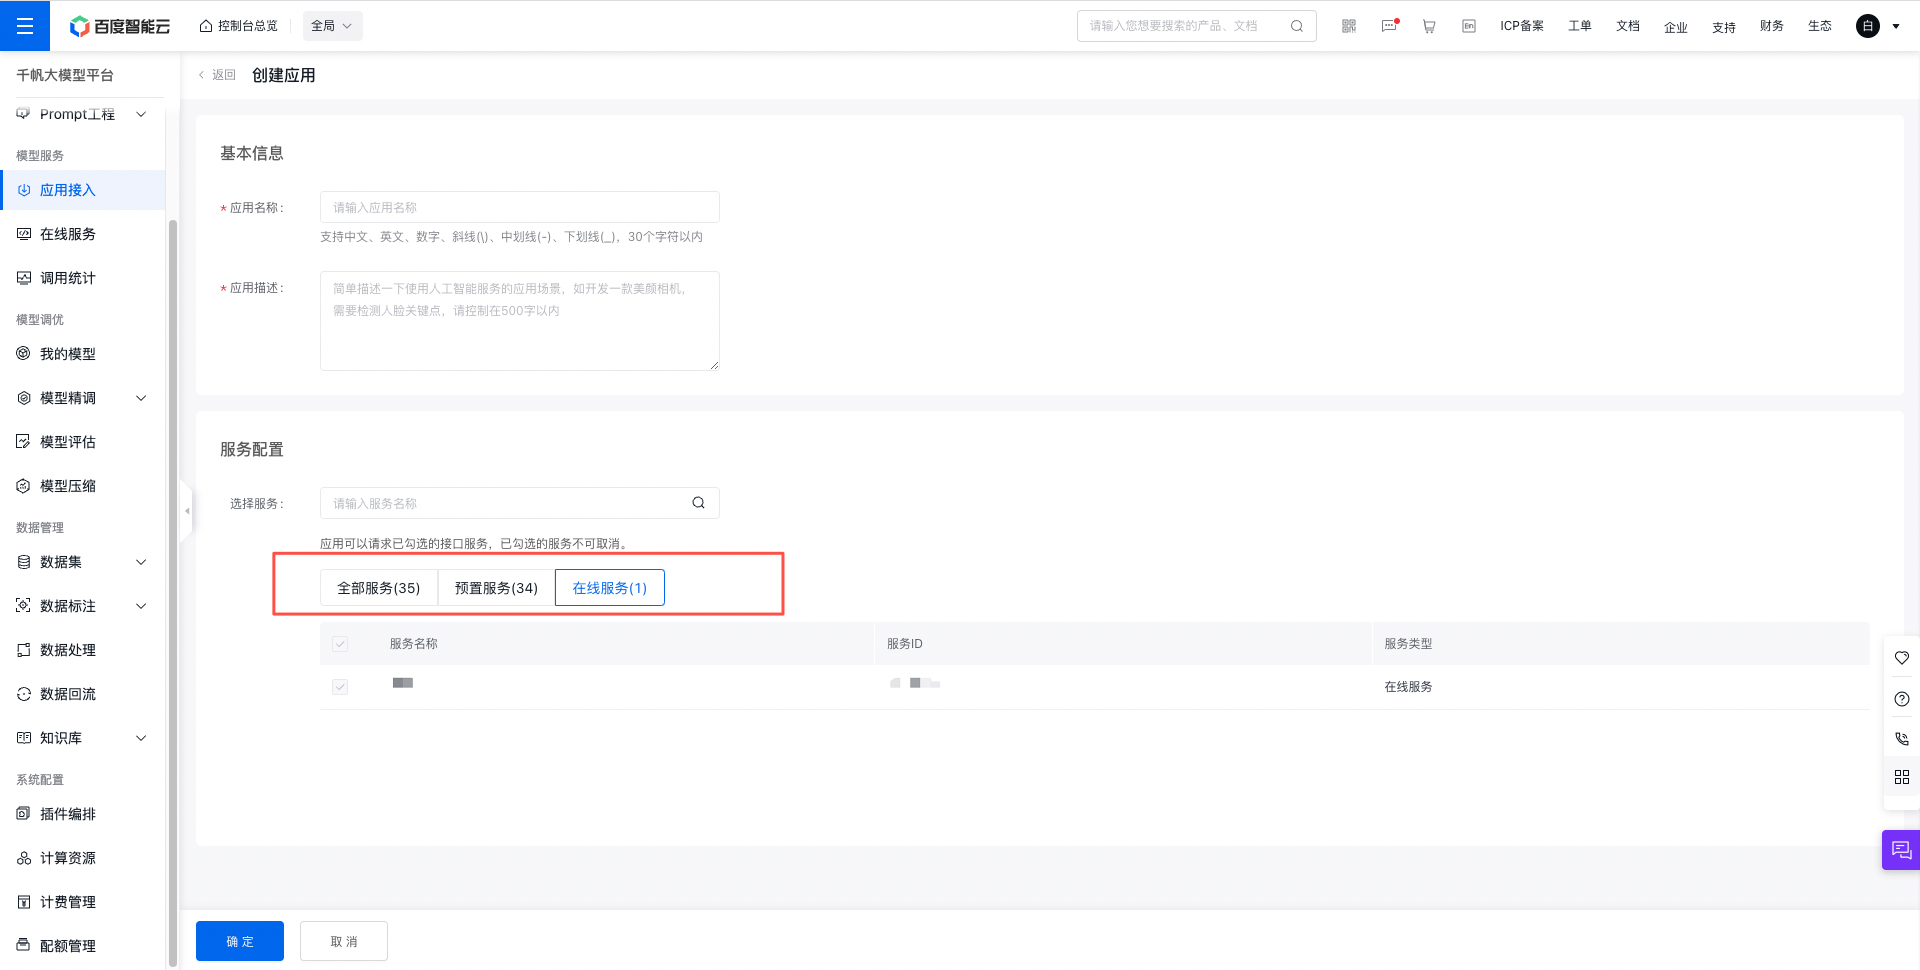 百度智能云
控制台总览
全局
请输入您想要搜索的产品、文档
En
ICP备案
工单
文档
企业
支持
财务
生态
白
千帆大模型平台
Prompt工程
模型服务
应用接入
在线服务
调用统计
模型调优
我的模型
模型精调
模型评估
模型压缩
数据管理
数据集
数据标注
数据处理
数据回流
知识库
系统配置
插件编排
计算资源
计费管理
配额管理
返回
创建应用
基本信息
* 应用名称：
请输入应用名称
支持中文、英文、数字、斜线(\)、中划线(-)、下划线(_)，30个字符以内
* 应用描述：
简单描述一下使用人工智能服务的应用场景，如开发一款美颜相机，
需要检测人脸关键点，请控制在500字以内
服务配置
选择服务：
请输入服务名称
应用可以请求已勾选的接口服务，已勾选的服务不可取消。
全部服务(35)
预置服务(34)
在线服务(1)
服务名称
服务ID
服务类型
在线服务
确定
取消